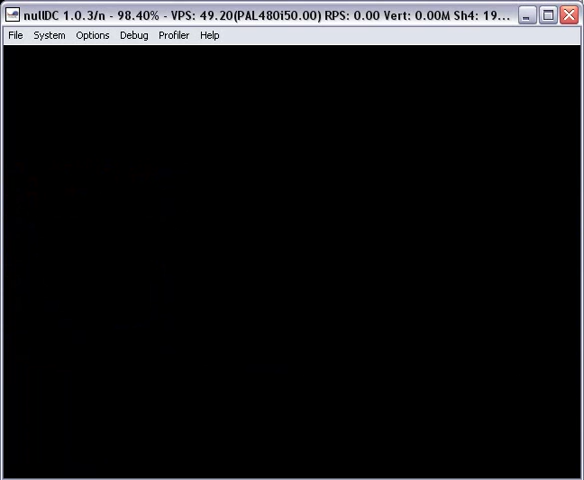 nullDC 1.0.3/n - 98.40% - VPS: 49.20(PAL480i50.00) RPS: 0.00 Vert: 0.00M Sh4: 19...
File System Options Debug Profiler Help